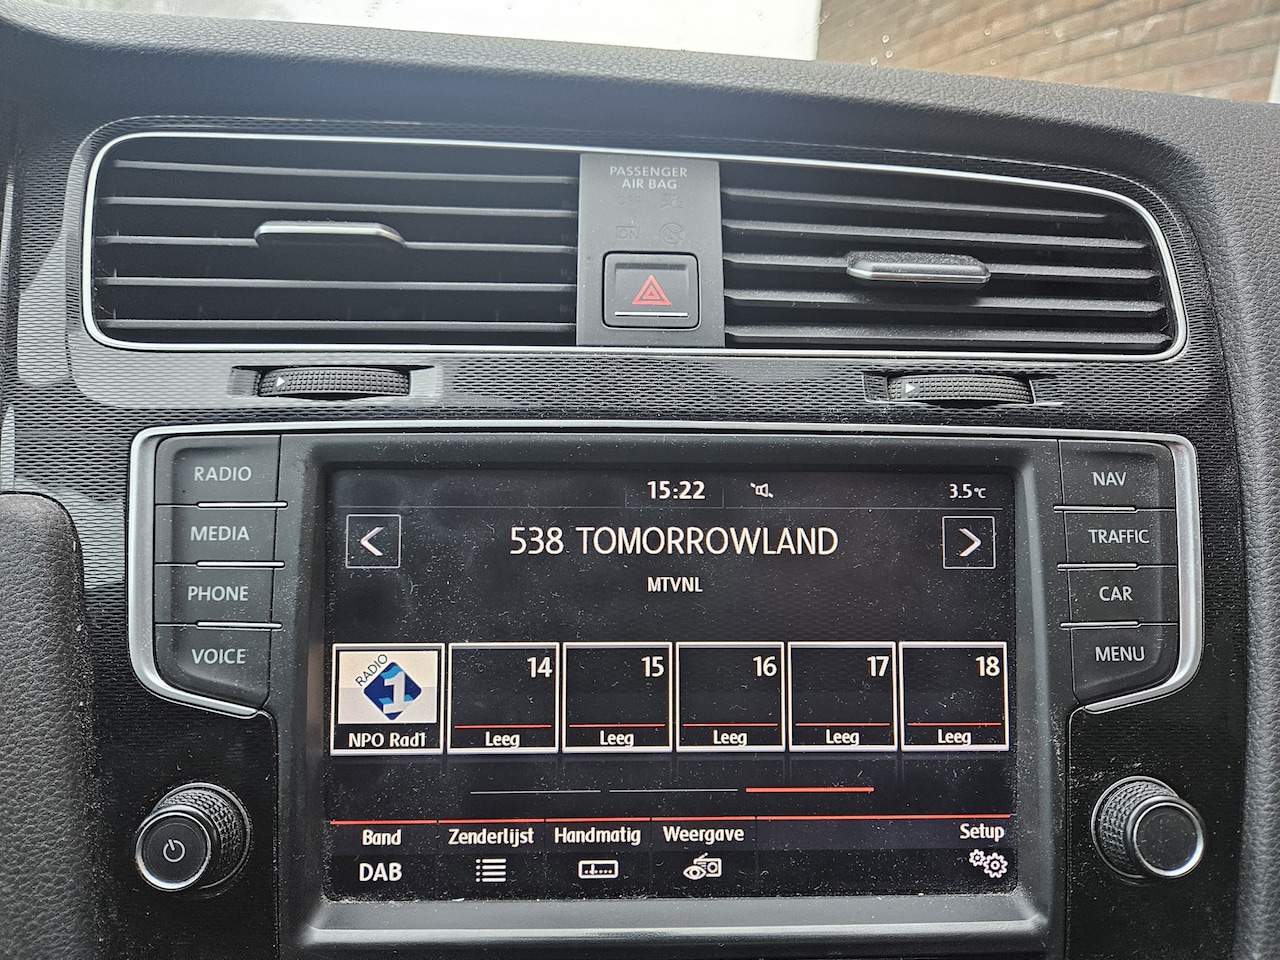 PASSENGER
AIR BAG
RADIO
MEDIA
PHONE
VOICE
15:22
3.5°C
538 TOMORROWLAND
MTVNL
RADIO
1
NPO Rad1
14
Leeg
15
Leeg
16
Leeg
17
Leeg
18
Leeg
Band
DAB
Zenderlijst
Handmatig
Weergave
Setup
NAV
TRAFFIC
CAR
MENU